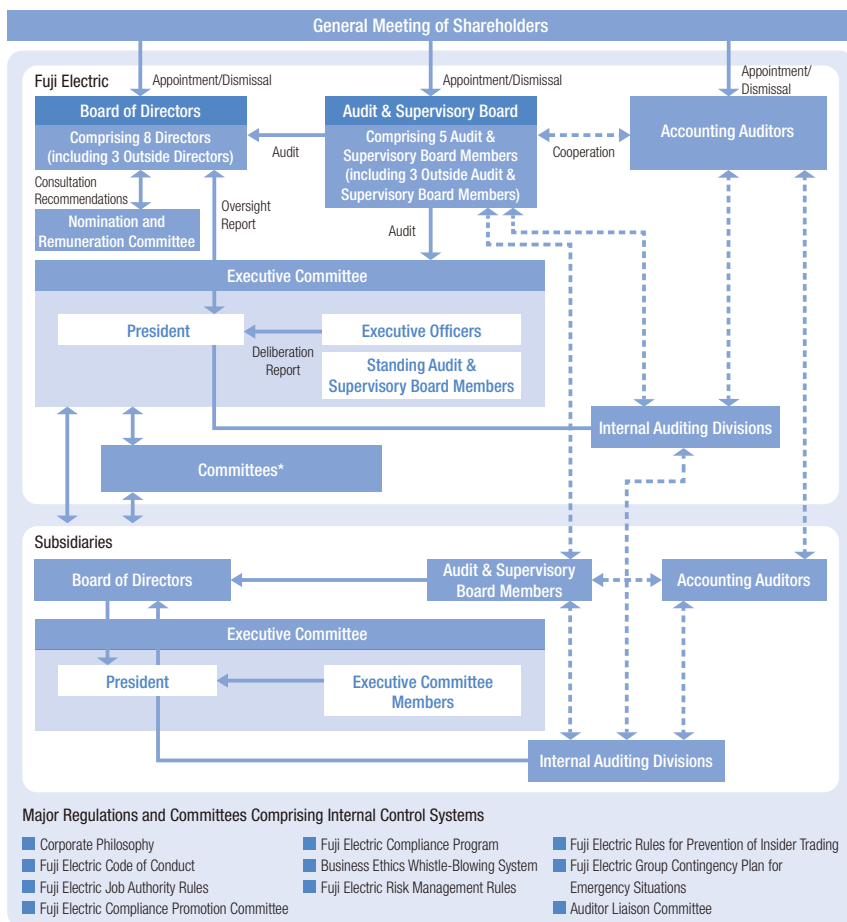 General Meeting of Shareholders
Fuji Electric
Appointment/Dismissal
Appointment/Dismissal
Appointment/
Dismissal
Board of Directors
Comprising 8 Directors
(including 3 Outside Directors)
Audit
Audit & Supervisory Board
Comprising 5 Audit &
Supervisory Board Members
(including 3 Outside Audit &
Supervisory Board Members)
Cooperation
Accounting Auditors
Consultation
Recommendations
Nomination and
Remuneration Committee
Oversight
Report
Audit
Executive Committee
President
Deliberation
Report
Executive Officers
Standing Audit &
Supervisory Board Members
Internal Auditing Divisions
Committees*
Subsidiaries
Board of Directors
Audit & Supervisory
Board Members
Accounting Auditors
Executive Committee
President
Executive Committee
Members
Internal Auditing Divisions
Major Regulations and Committees Comprising Internal Control Systems
Corporate Philosophy
Fuji Electric Code of Conduct
Fuji Electric Job Authority Rules
Fuji Electric Compliance Promotion Committee
Fuji Electric Compliance Program
Business Ethics Whistle-Blowing System
Fuji Electric Risk Management Rules
Fuji Electric Rules for Prevention of Insider Trading
Fuji Electric Group Contingency Plan for
Emergency Situations
Auditor Liaison Committee